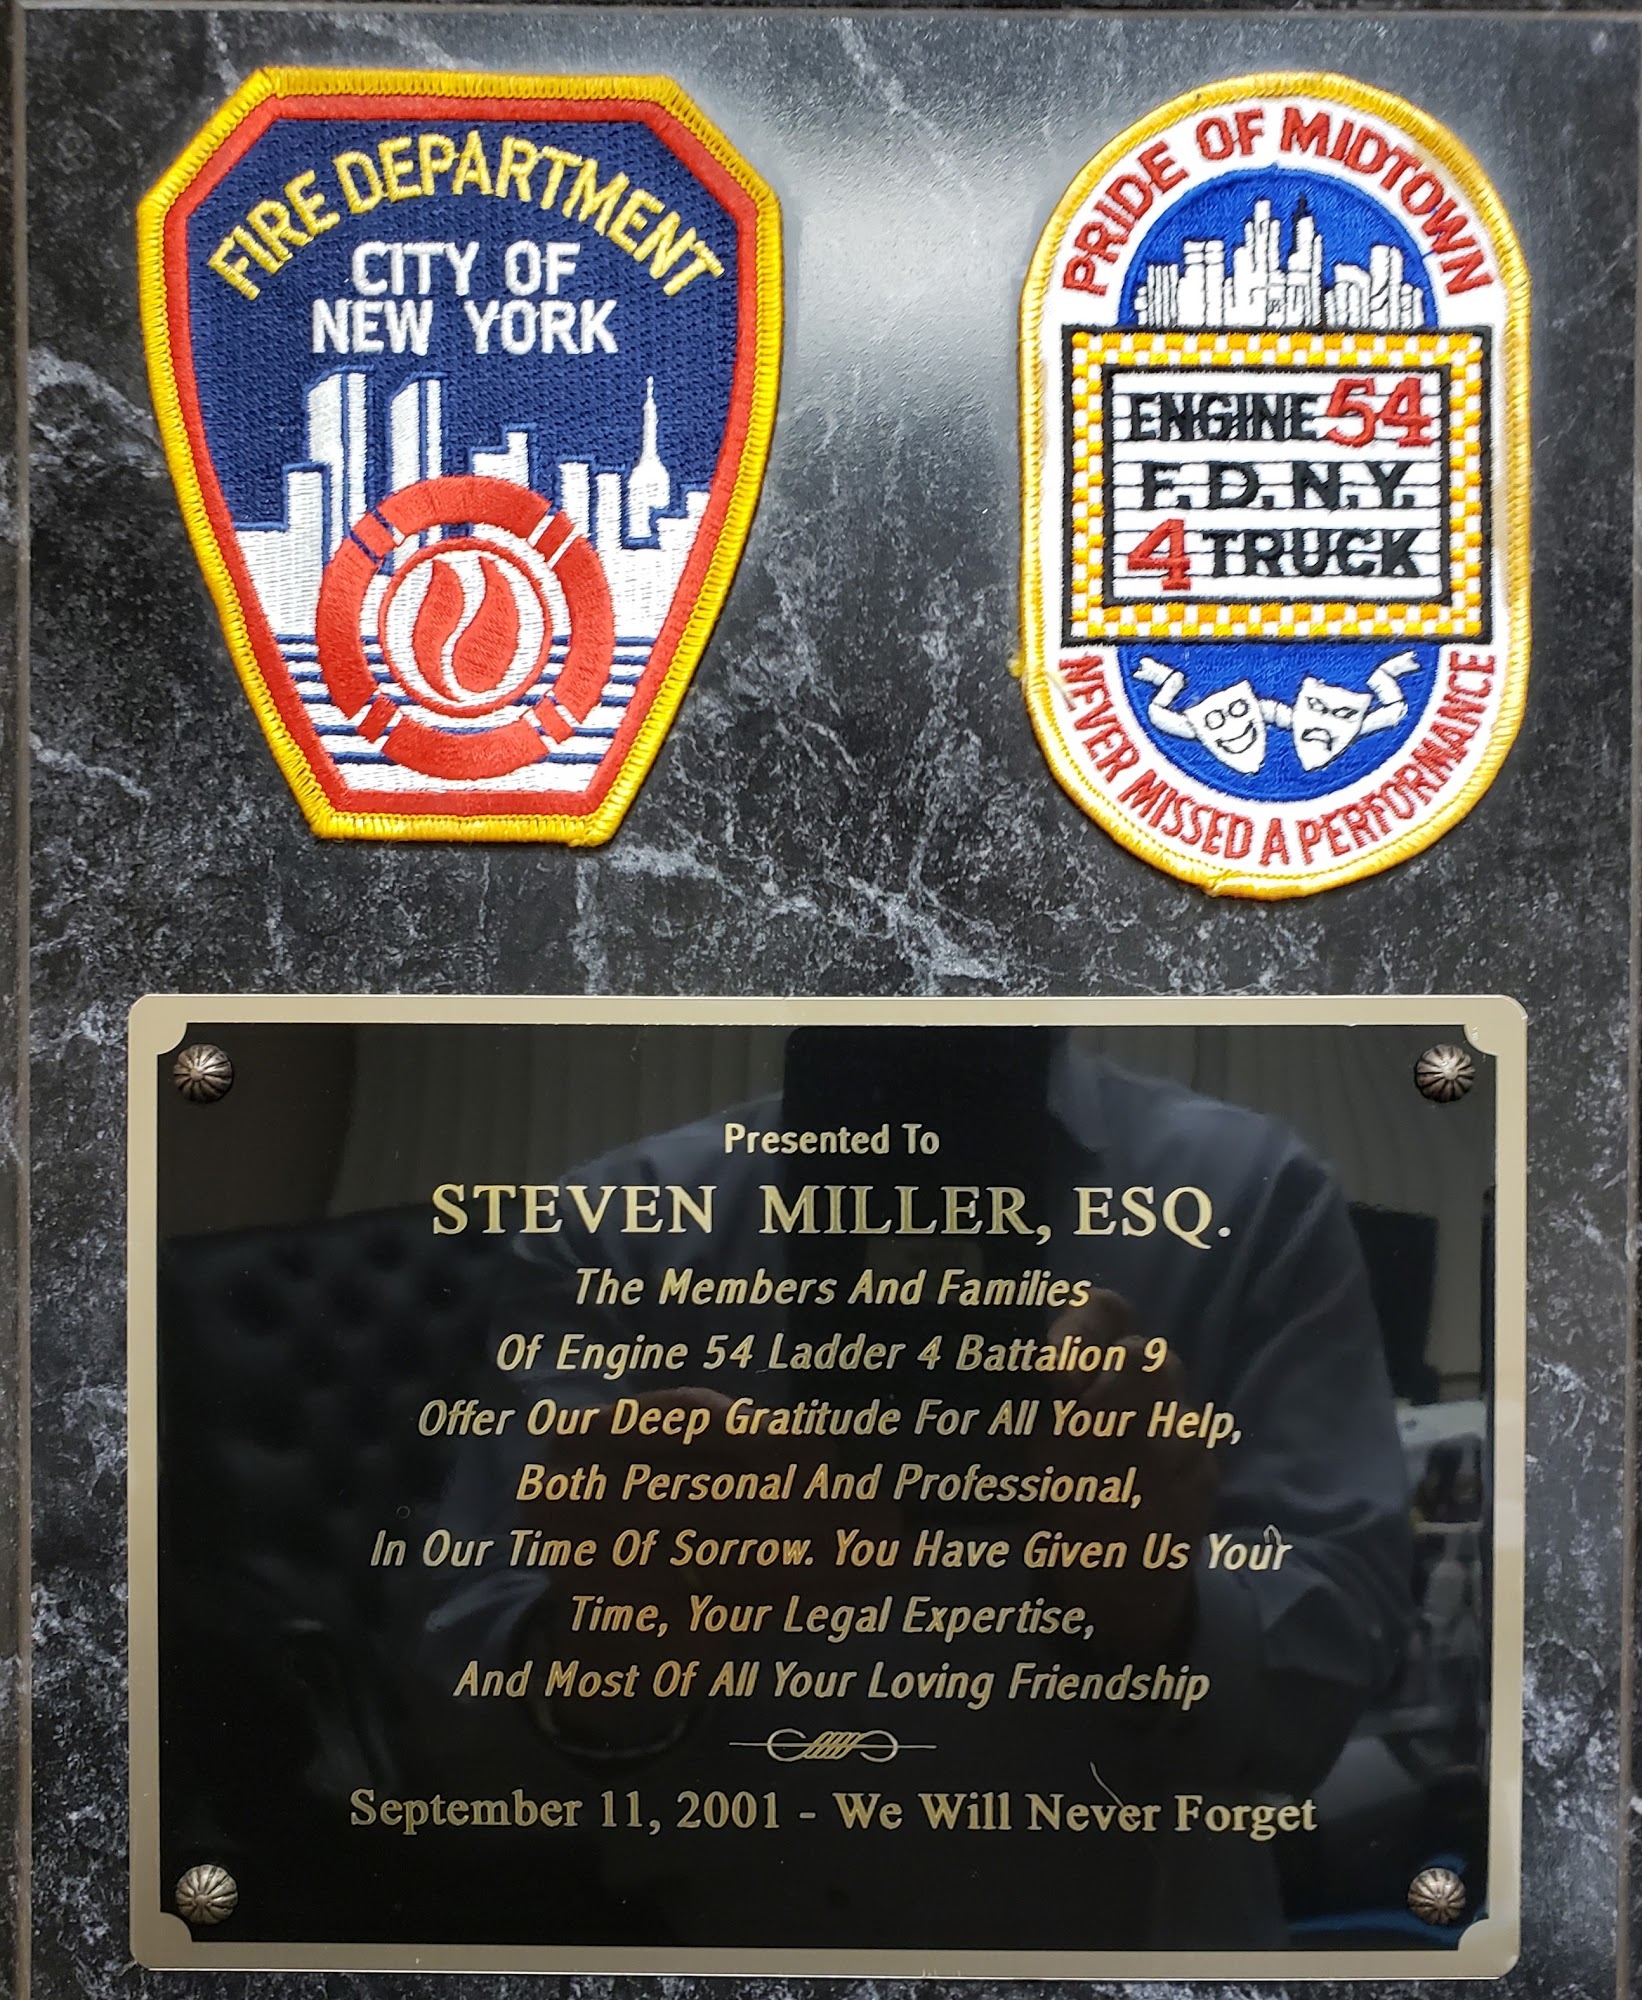 FIRE DEPARTMENT
CITY OF
NEW YORK
PRIDE OF MIDTOWN
ENGINE 54
F.D.N.Y.
4 TRUCK
NEVER MISSED A PERFORMANCE
Presented To
STEVEN MILLER, ESQ.
The Members And Families
Of Engine 54 Ladder 4 Battalion 9
Offer Our Deep Gratitude For All Your Help,
Both Personal And Professional,
In Our Time Of Sorrow. You Have Given Us Your
Time, Your Legal Expertise,
And Most Of All Your Loving Friendship
September 11, 2001 - We Will Never Forget